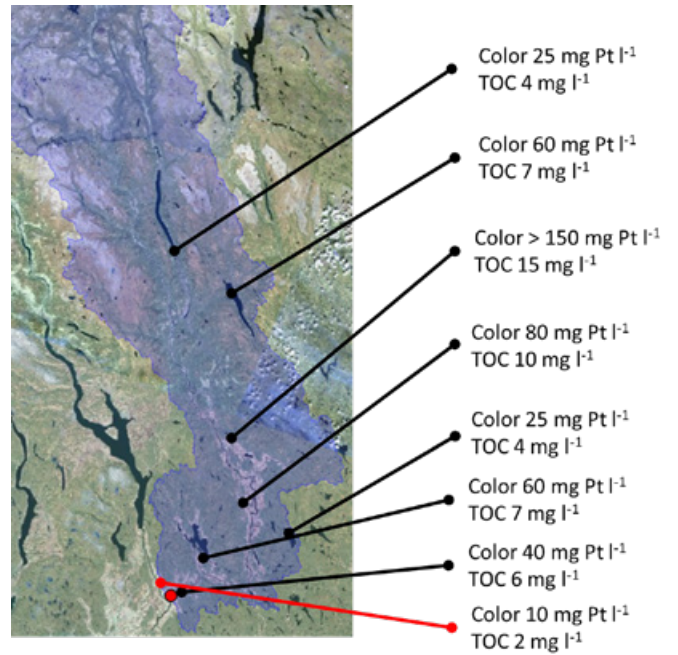 Color 25 mg Pt l⁻¹
TOC 4 mg l⁻¹
Color 60 mg Pt l⁻¹
TOC 7 mg l⁻¹
Color > 150 mg Pt l⁻¹
TOC 15 mg l⁻¹
Color 80 mg Pt l⁻¹
TOC 10 mg l⁻¹
Color 25 mg Pt l⁻¹
TOC 4 mg l⁻¹
Color 60 mg Pt l⁻¹
TOC 7 mg l⁻¹
Color 40 mg Pt l⁻¹
TOC 6 mg l⁻¹
Color 10 mg Pt l⁻¹
TOC 2 mg l⁻¹